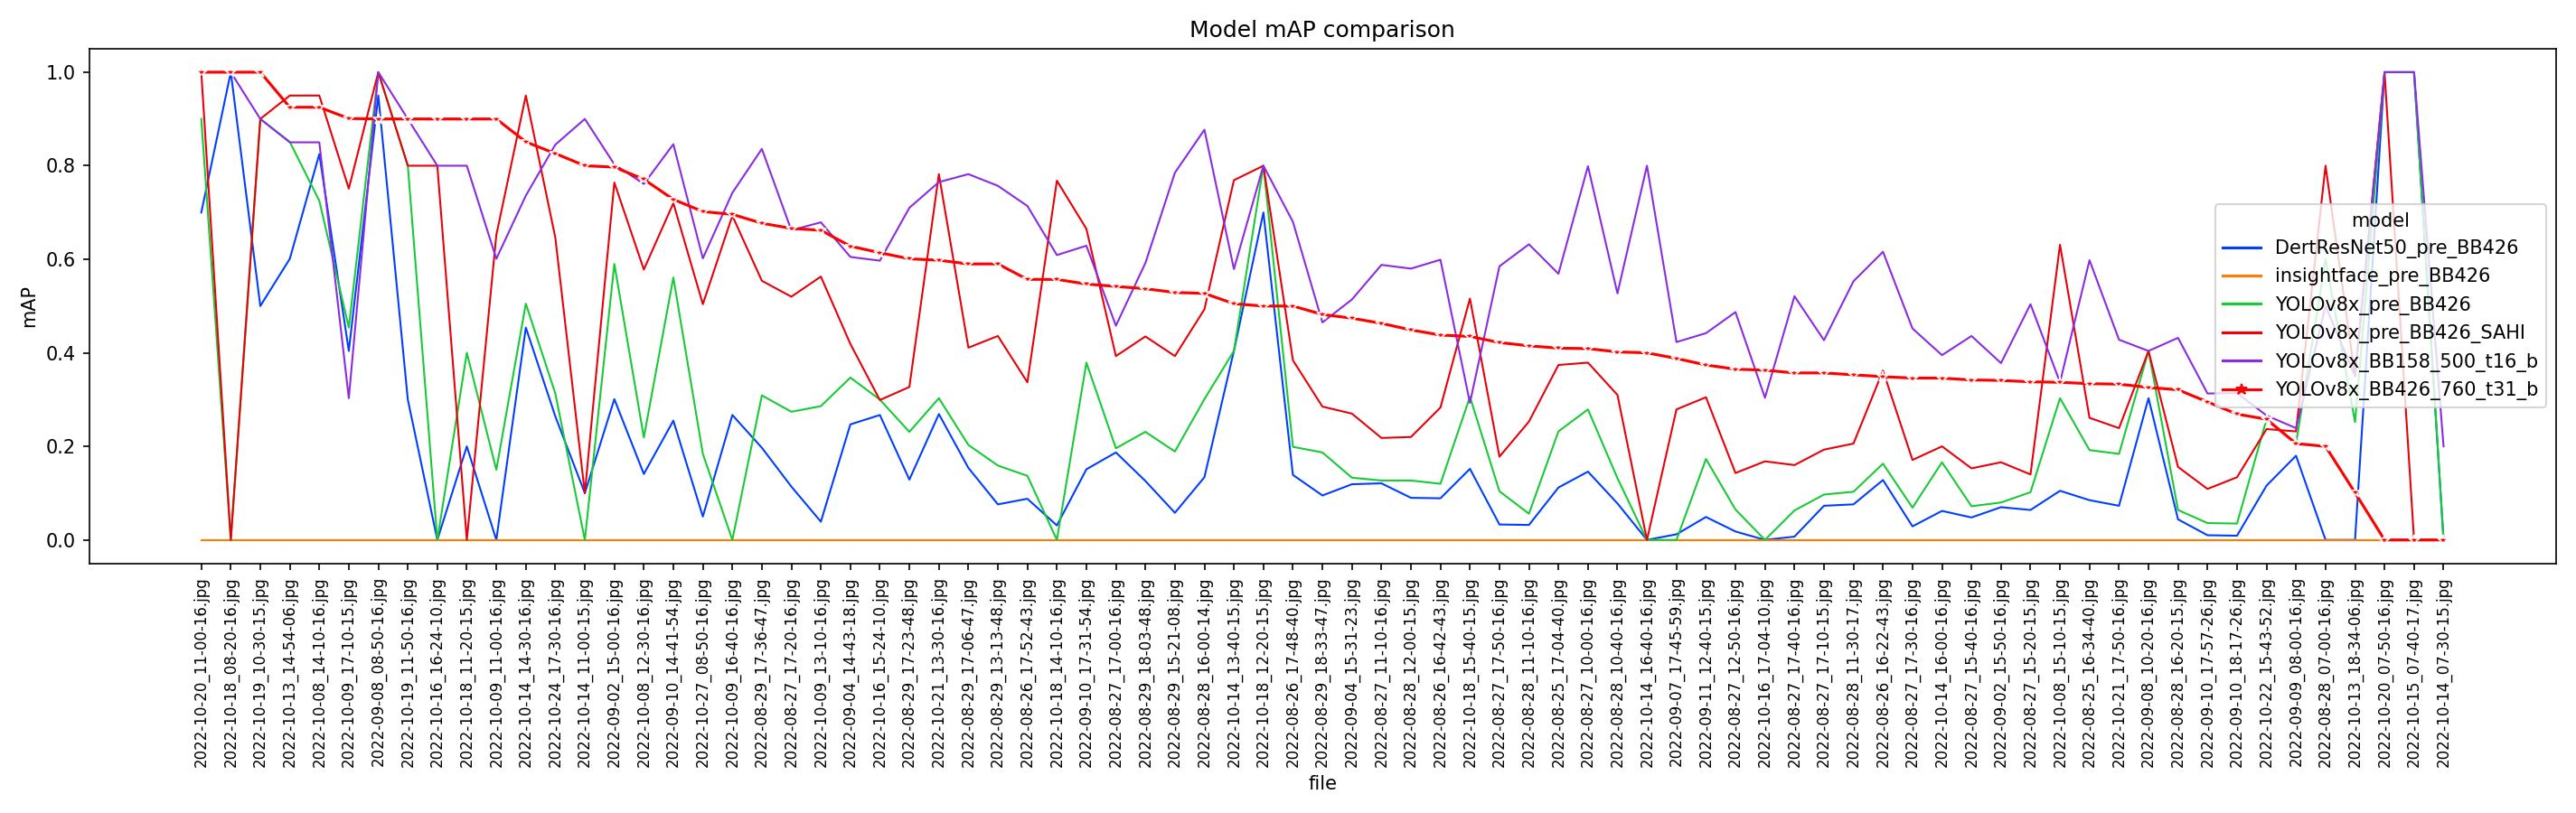 Model mAP comparison
1.0
0.8
0.6
0.4
0.2
0.0
mAP
model
DertResNet50_pre_BB426
insightface_pre_BB426
YOLOv8x_pre_BB426
YOLOv8x_pre_BB426_SAHI
YOLOv8x_BB158_500_t16_b
YOLOv8x_BB426_760_t31_b
2022-10-20_11-00-16.jpg
2022-10-18_08-20-16.jpg
2022-10-19_10-30-15.jpg
2022-10-13_14-54-06.jpg
2022-10-08_14-10-16.jpg
2022-10-09_17-10-15.jpg
2022-09-08_08-50-16.jpg
2022-10-19_11-50-16.jpg
2022-10-16_16-24-10.jpg
2022-10-18_11-20-15.jpg
2022-10-09_11-00-16.jpg
2022-10-14_14-30-16.jpg
2022-10-24_17-30-16.jpg
2022-10-14_11-00-15.jpg
2022-09-02_15-00-16.jpg
2022-10-08_12-30-16.jpg
2022-09-10_14-41-54.jpg
2022-10-27_08-50-16.jpg
2022-10-09_16-40-16.jpg
2022-08-29_17-36-47.jpg
2022-08-27_17-20-16.jpg
2022-10-09_13-10-16.jpg
2022-09-04_14-43-18.jpg
2022-10-16_15-24-10.jpg
2022-08-29_17-23-48.jpg
2022-10-21_13-30-16.jpg
2022-08-29_17-06-47.jpg
2022-08-29_13-13-48.jpg
2022-08-26_17-52-43.jpg
2022-10-18_14-10-16.jpg
2022-09-10_17-31-54.jpg
2022-08-27_17-00-16.jpg
2022-08-29_18-03-48.jpg
2022-08-29_15-21-08.jpg
2022-08-28_16-00-14.jpg
2022-10-14_13-40-15.jpg
2022-10-18_12-20-15.jpg
2022-08-26_17-48-40.jpg
2022-08-29_18-33-47.jpg
2022-09-04_15-31-23.jpg
2022-08-27_11-10-16.jpg
2022-08-28_12-00-15.jpg
2022-08-26_16-42-43.jpg
2022-10-18_15-40-15.jpg
2022-08-27_17-50-16.jpg
2022-08-28_11-10-16.jpg
2022-08-25_17-04-40.jpg
2022-08-27_10-00-16.jpg
2022-08-28_10-40-16.jpg
2022-10-14_16-40-16.jpg
2022-09-07_17-45-59.jpg
2022-09-11_12-40-15.jpg
2022-08-27_12-50-16.jpg
2022-10-16_17-04-10.jpg
2022-08-27_17-40-16.jpg
2022-08-27_17-10-15.jpg
2022-08-28_11-30-17.jpg
2022-08-26_16-22-43.jpg
2022-08-27_17-30-16.jpg
2022-10-14_16-00-16.jpg
2022-08-27_15-40-16.jpg
2022-09-02_15-50-16.jpg
2022-08-27_15-20-15.jpg
2022-10-08_15-10-15.jpg
2022-08-25_16-34-40.jpg
2022-10-21_17-50-16.jpg
2022-09-08_10-20-16.jpg
2022-08-28_16-20-15.jpg
2022-09-10_17-57-26.jpg
2022-09-10_18-17-26.jpg
2022-10-22_15-43-52.jpg
2022-09-09_08-00-16.jpg
2022-08-28_07-00-16.jpg
2022-10-13_18-34-06.jpg
2022-10-20_07-50-16.jpg
2022-10-15_07-40-17.jpg
2022-10-14_07-30-15.jpg
file